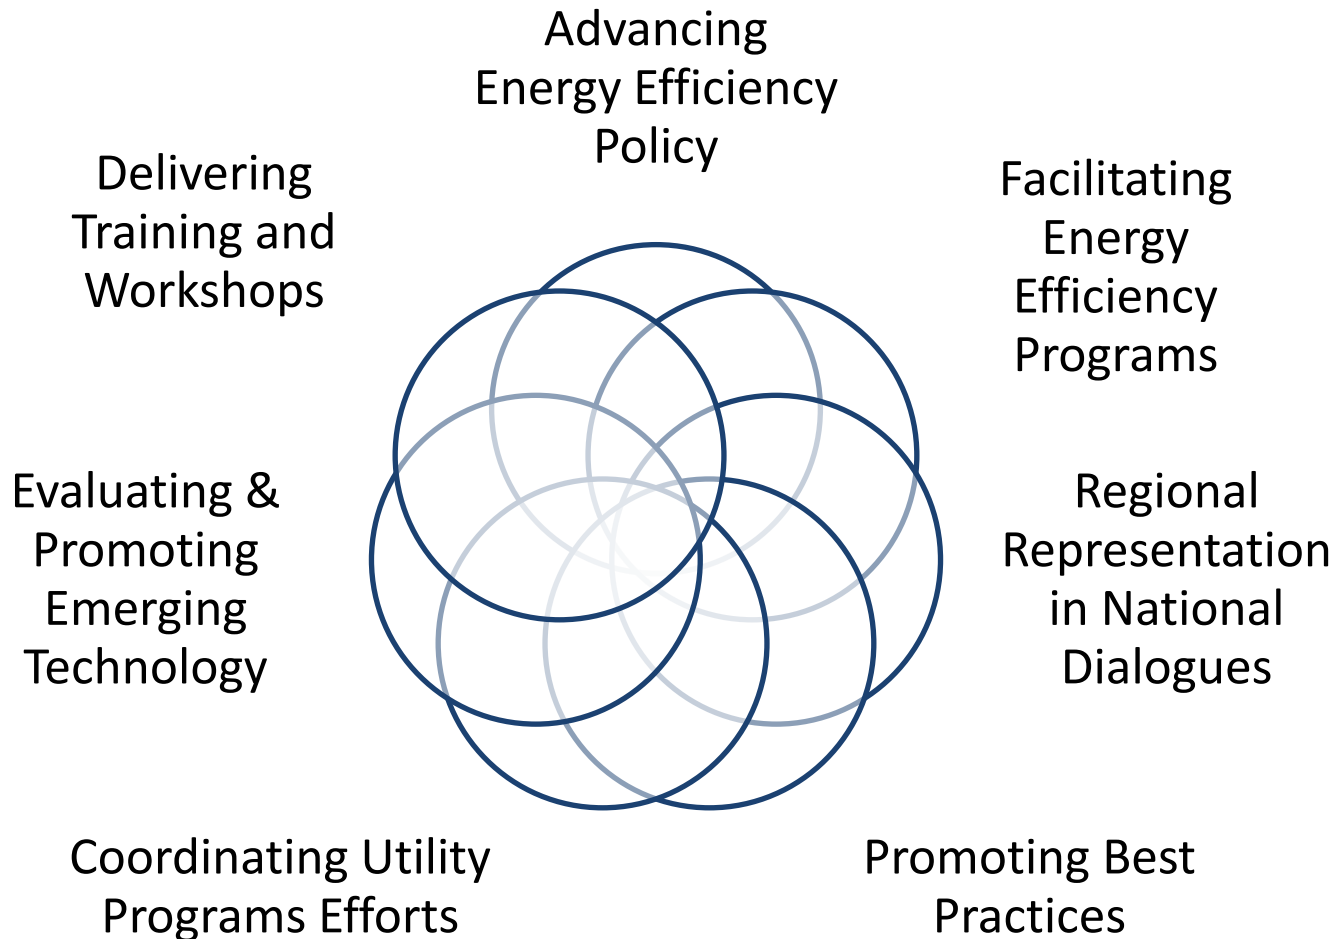 Advancing
Energy Efficiency
Policy
Facilitating
Energy
Efficiency
Programs
Regional
Representation
in National
Dialogues
Promoting Best
Practices
Coordinating Utility
Programs Efforts
Evaluating &
Promoting
Emerging
Technology
Delivering
Training and
Workshops